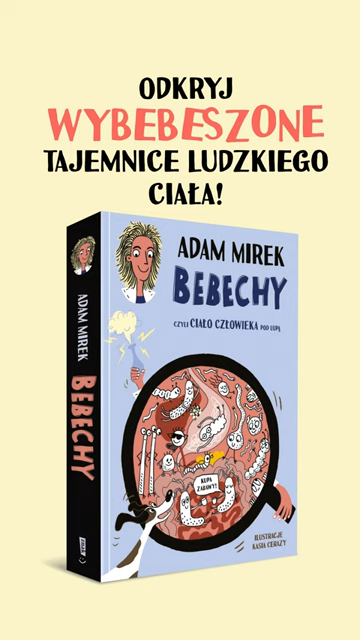 ODKRYJ
WYBEBESZONE
TAJEMNICE LUDZKIEGO
CIAŁA!
ADAM MIREK
BEBECHY
CZYLI CIAŁO CZŁOWIEKA POD LUPĄ
KUPA
ZABAWY!
ILUSTRACJE
KASIA CERAZY
ADAM MIREK
BEBECHY